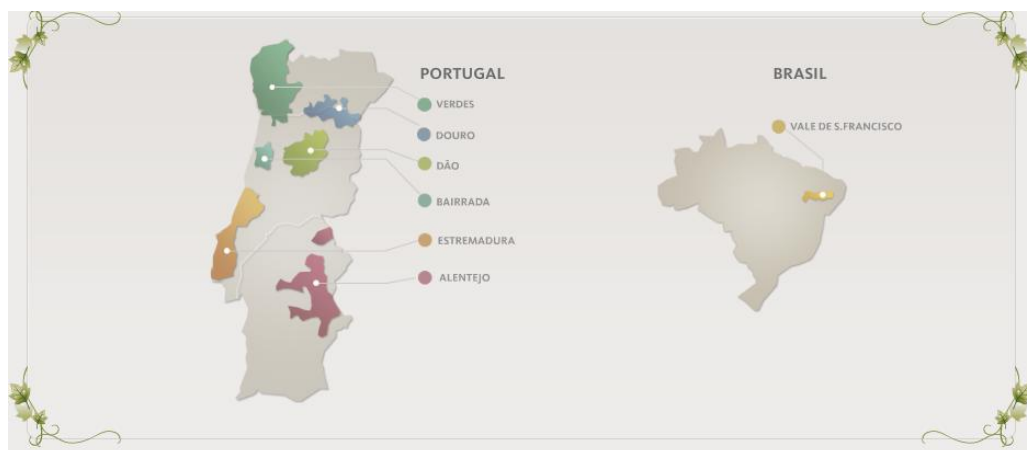 PORTUGAL
VERDES
DOURO
DÃO
BAIRRADA
ESTREMADURA
ALENTEJO
BRASIL
VALE DE S.FRANCISCO